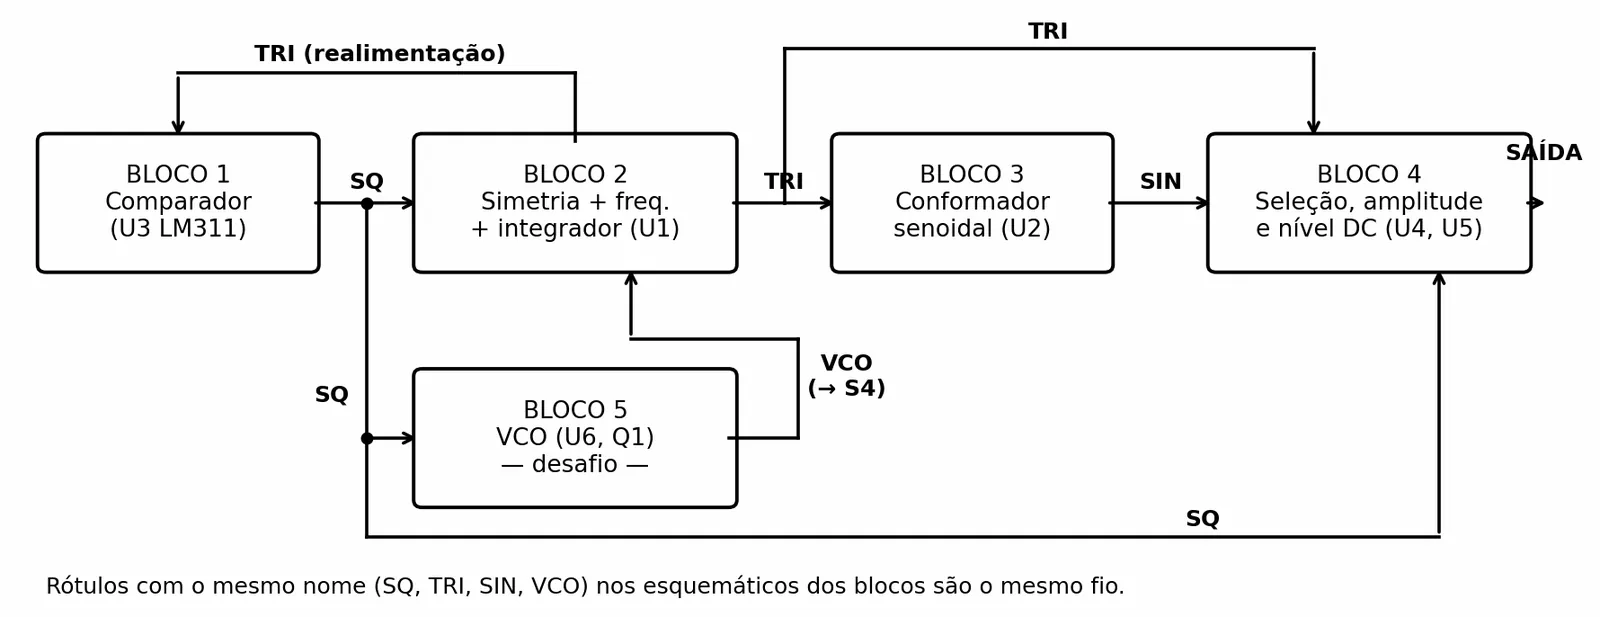 TRI
TRI (realimentação)
BLOCO 1
Comparador
(U3 LM311)
SQ
BLOCO 2
Simetria + freq.
+ integrador (U1)
TRI
BLOCO 3
Conformador
senoidal (U2)
SIN
BLOCO 4
Seleção, amplitude
e nível DC (U4, U5)
SAÍDA
SQ
BLOCO 5
VCO (U6, Q1)
— desafio —
VCO
(→ S4)
SQ
Rótulos com o mesmo nome (SQ, TRI, SIN, VCO) nos esquemáticos dos blocos são o mesmo fio.